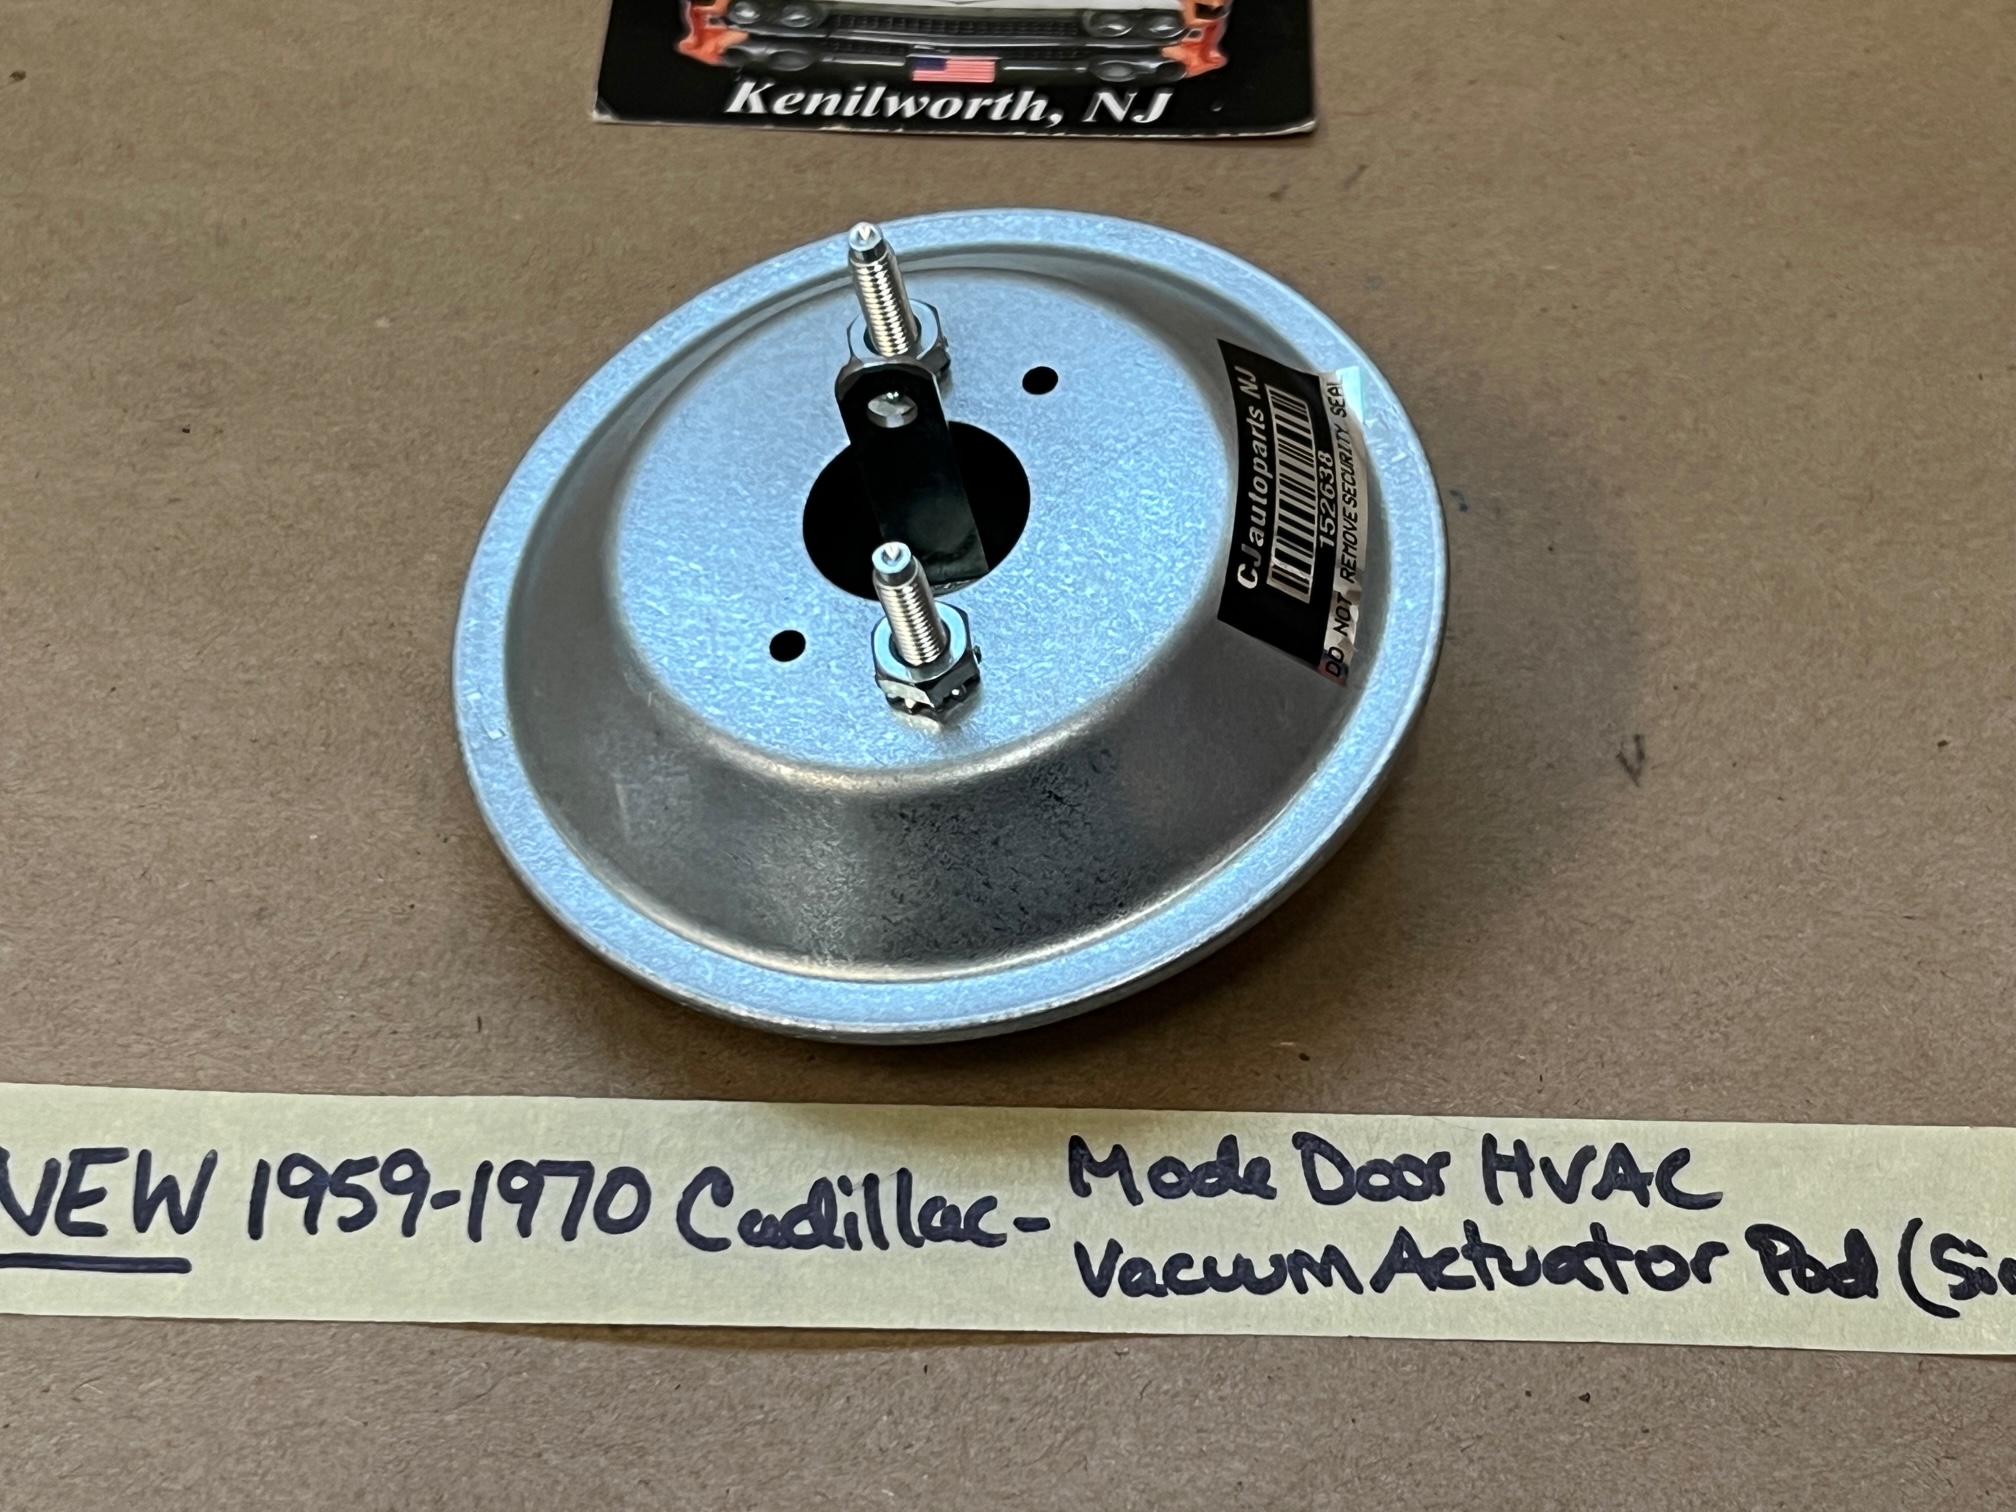 Kenilworth, NJ
CJautoparts NJ
152638
DO NOT REMOVE SECURITY SEAL
NEW 1959-1970 Cadillac-
Mode Door HVAC
Vacuum Actuator Pod (